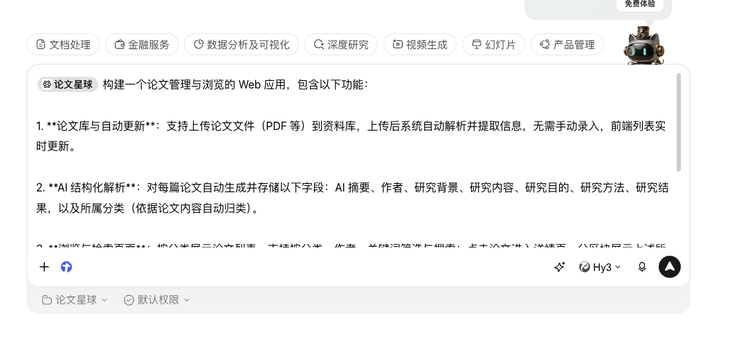 免费体验
文档处理 金融服务 数据分析及可视化 深度研究 视频生成 幻灯片 产品管理
论文星球 构建一个论文管理与浏览的 Web 应用，包含以下功能：
1. **论文库与自动更新**：支持上传论文文件（PDF 等）到资料库，上传后系统自动解析并提取信息，无需手动录入，前端列表实
时更新。
2. **AI 结构化解析**：对每篇论文自动生成并存储以下字段：AI 摘要、作者、研究背景、研究内容、研究目的、研究方法、研究结
果，以及所属分类（依据论文内容自动归类）。
Hy3
论文星球 默认权限